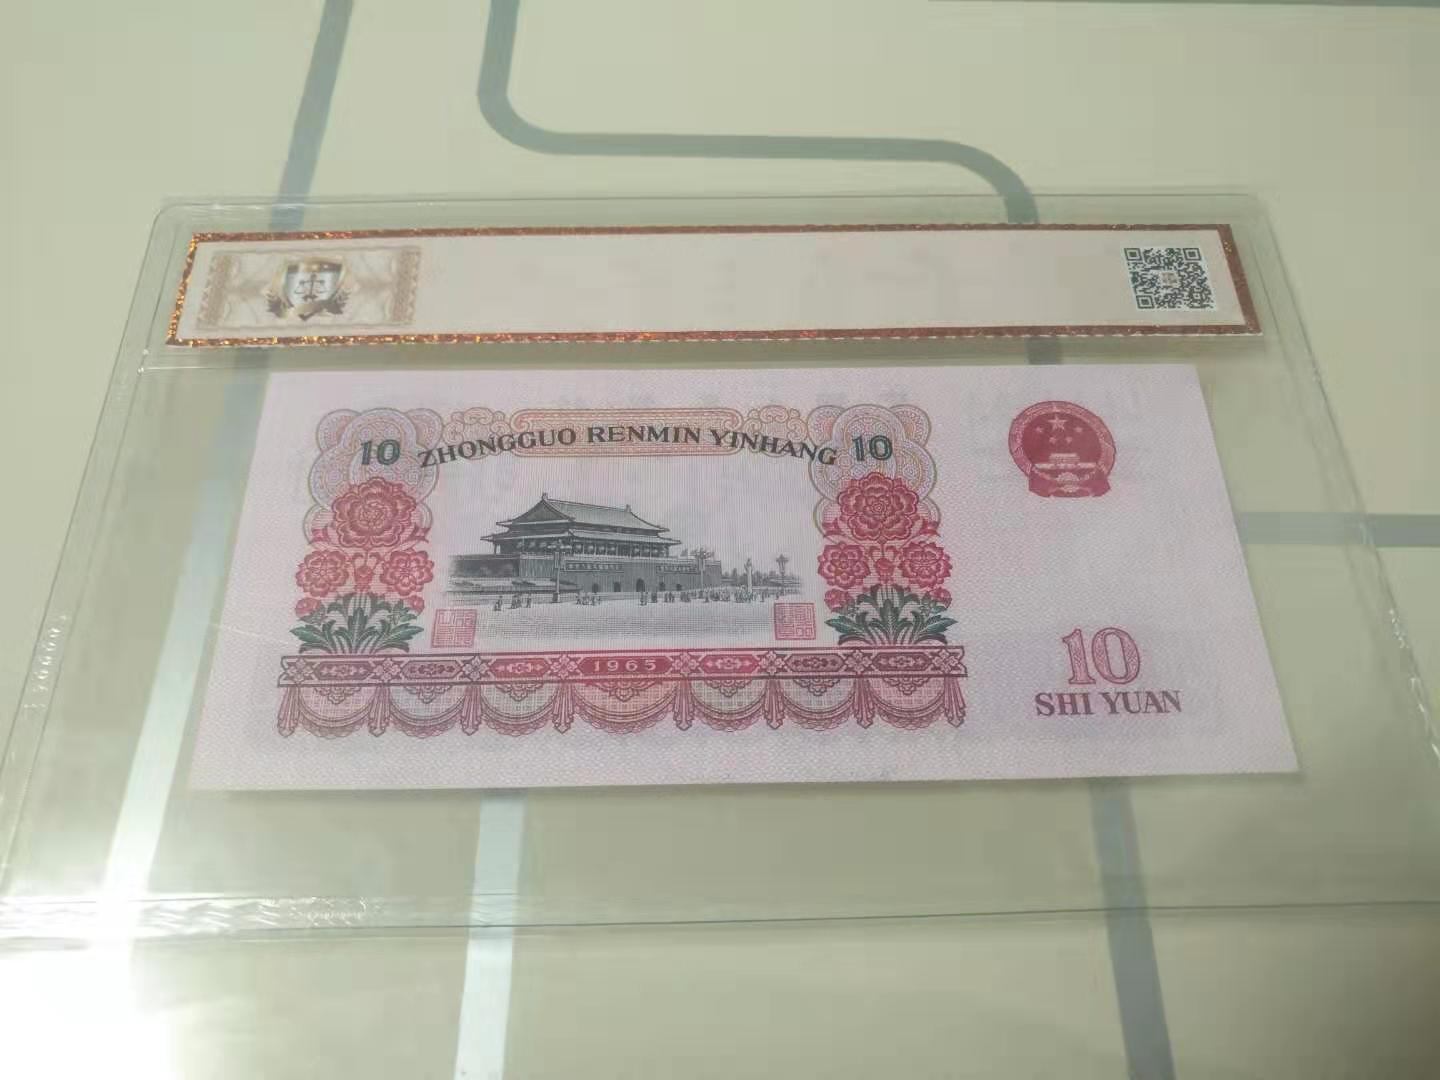 10 ZHONGGUO RENMIN YINHANG 10
1965
10
SHI YUAN